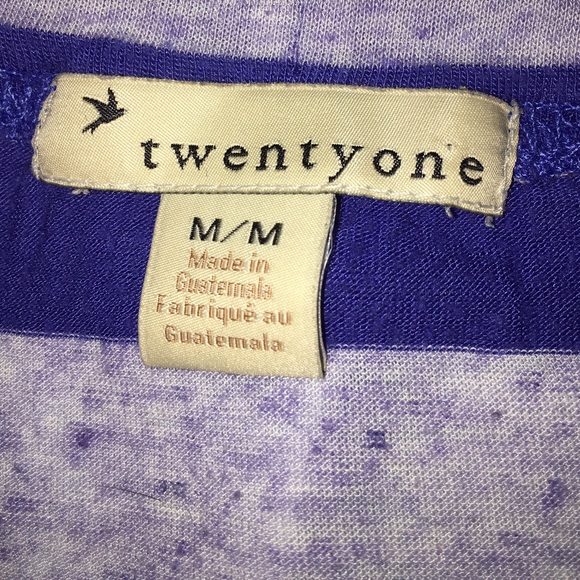 twentyone
M/M
Made in
Guatemala
Fabriqué au
Guatemala